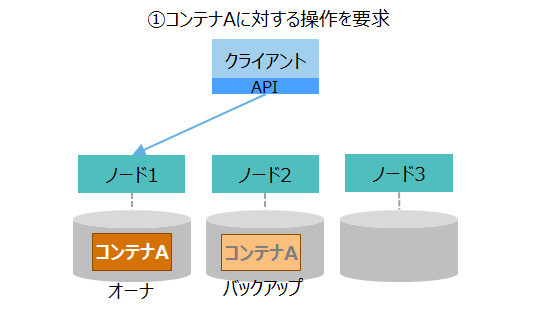 ①コンテナAに対する操作を要求
クライアント
API
ノード1
ノード2
ノード3
コンテナA
コンテナA
オーナ
バックアップ